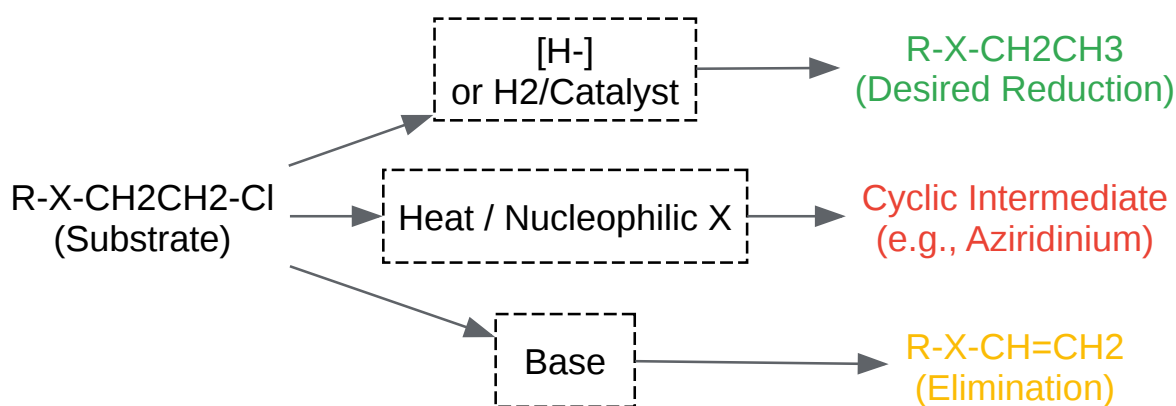 [H-]
or H2/Catalyst
R-X-CH2CH3
(Desired Reduction)
R-X-CH2CH2-Cl
(Substrate)
Heat / Nucleophilic X
Cyclic Intermediate
(e.g., Aziridinium)
Base
R-X-CH=CH2
(Elimination)